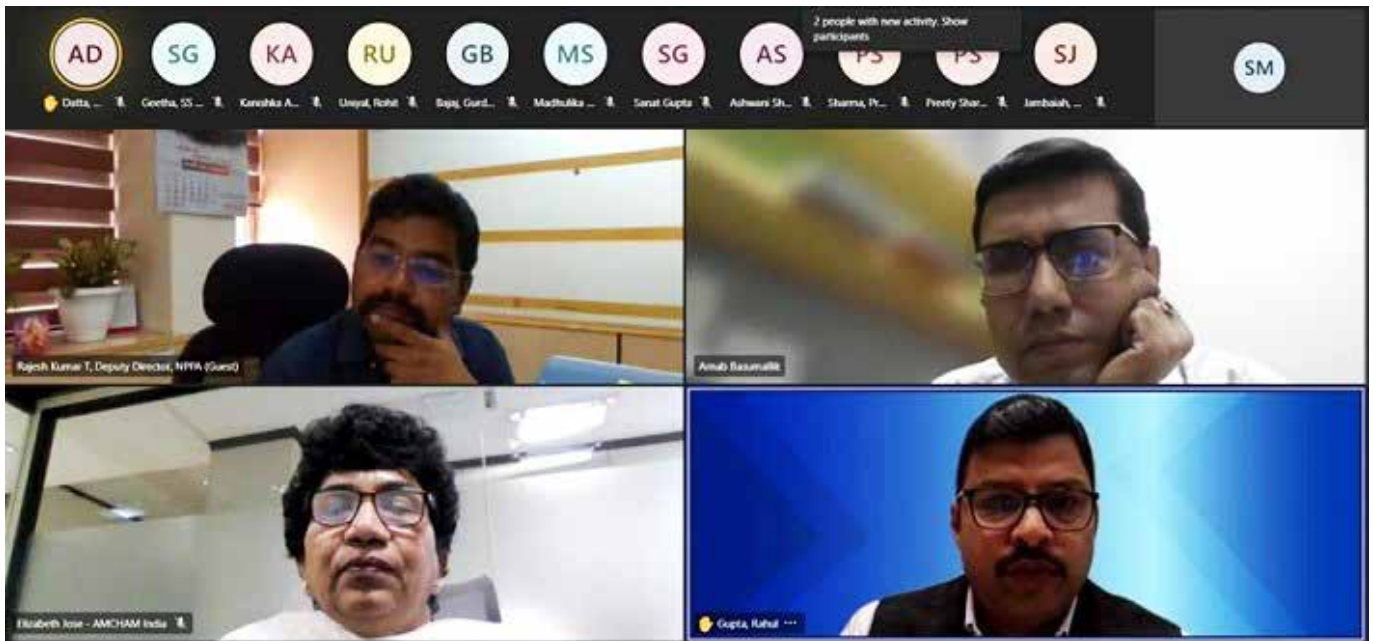 2 people with new activity. Show
participants
AD
SG
KA
RU
GB
MS
SG
AS
PS
PS
SJ
SM
Datta, ...
Geetha, SS ...
Kanishka A...
Uniyal, Rohit
Bajaj, Gurd...
Madhulika ...
Sanat Gupta
Ashwani Sh...
Sharma, Pr...
Preety Shar...
Jambaiah, ...
Rajesh Kumar T, Deputy Director, NPPA (Guest)
Arnab Basumallik
Elizabeth Jose - AMCHAM India
Gupta, Rahul ...